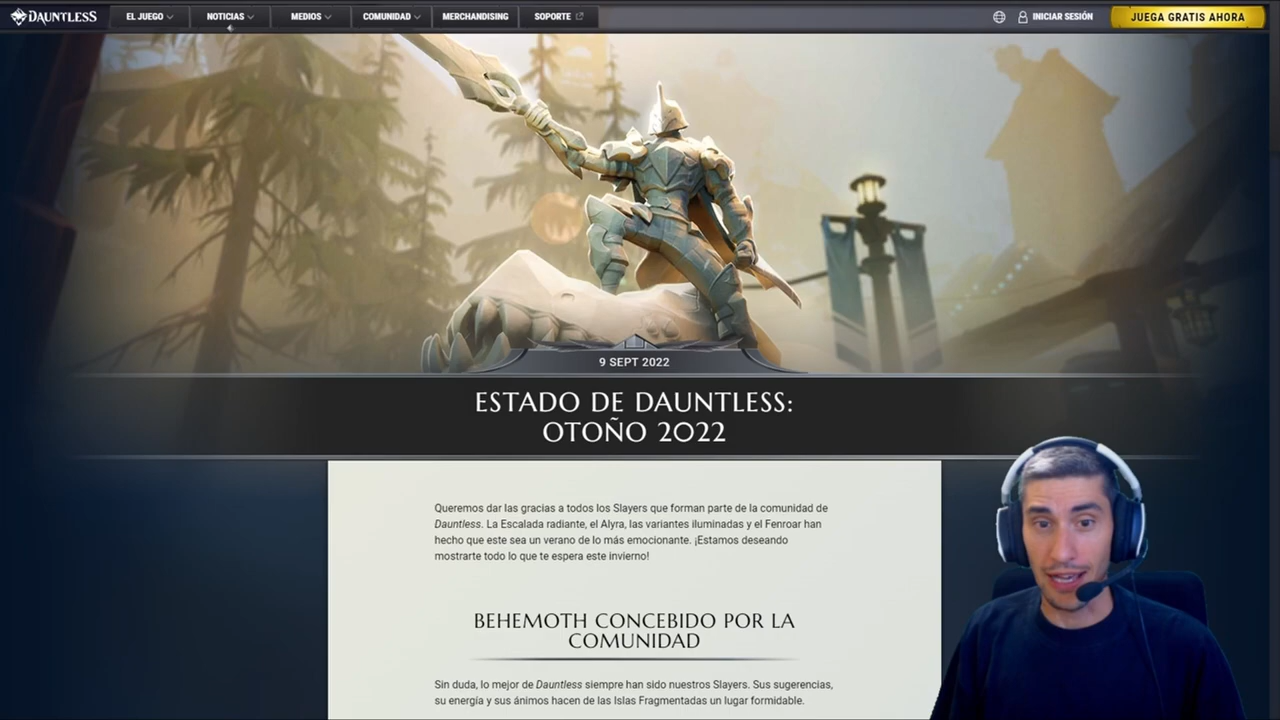 DAUNTLESS
EL JUEGO
NOTICIAS
MEDIOS
COMUNIDAD
MERCHANDISING
SOPORTE
INICIAR SESIÓN
JUEGA GRATIS AHORA
9 SEPT 2022
ESTADO DE DAUNTLESS:
OTOÑO 2022
Queremos dar las gracias a todos los Slayers que forman parte de la comunidad de
Dauntless. La Escalada radiante, el Alyra, las variantes iluminadas y el Fenroar han
hecho que este sea un verano de lo más emocionante. ¡Estamos deseando
mostrarte todo lo que te espera este invierno!
BEHEMOTH CONCEBIDO POR LA
COMUNIDAD
Sin duda, lo mejor de Dauntless siempre han sido nuestros Slayers. Sus sugerencias,
su energía y sus ánimos hacen de las Islas Fragmentadas un lugar formidable.